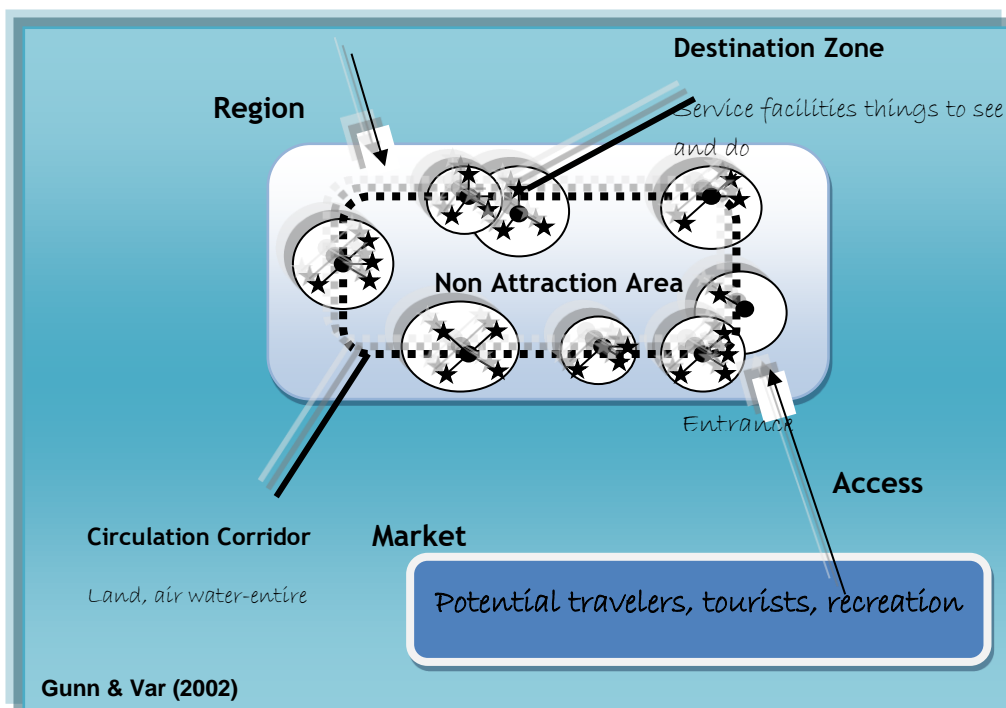 Destination Zone
Region
Service facilities things to see
and do
Non Attraction Area
Entrance
Access
Circulation Corridor
Market
Land, air water-entire
Potential travelers, tourists, recreation
Gunn & Var (2002)